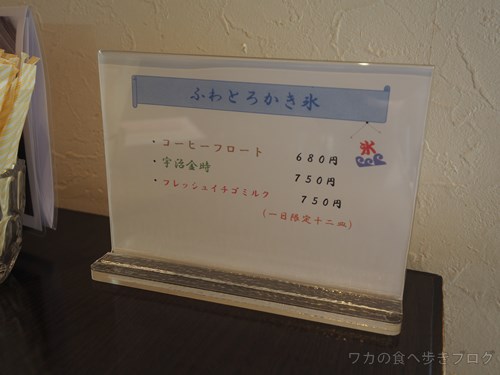 ふわとろかき氷
・コーヒーフロート 680円
・宇治金時 750円
・フレッシュイチゴミルク 750円
(一日限定十二皿)
氷
ワカの食べ歩きブログ